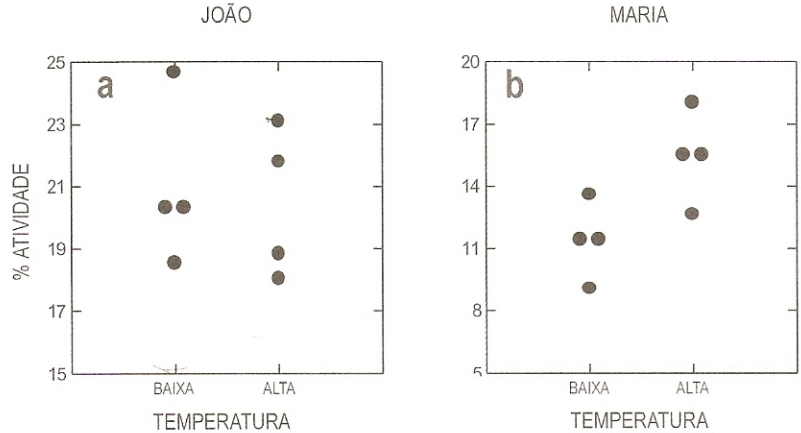 JOÃO
a
25
23
21
19
17
15
% ATIVIDADE
BAIXA ALTA
TEMPERATURA
MARIA
b
20
17
14
11
8
5
BAIXA ALTA
TEMPERATURA